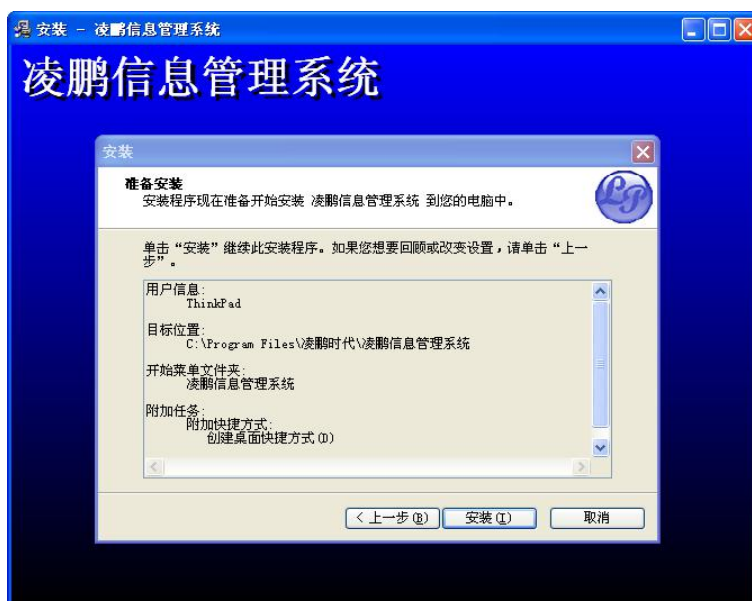 安装 - 凌鹏信息管理系统
凌鹏信息管理系统
安装
准备安装
安装程序现在准备开始安装 凌鹏信息管理系统 到您的电脑中。
LP
单击“安装”继续此安装程序。如果您想要回顾或改变设置，请单击“上一
步”。
用户信息:
ThinkPad
目标位置:
C:\Program Files\凌鹏时代\凌鹏信息管理系统
开始菜单文件夹:
凌鹏信息管理系统
附加任务:
附加快捷方式:
创建桌面快捷方式(D)
< 上一步(B) 安装(I) 取消